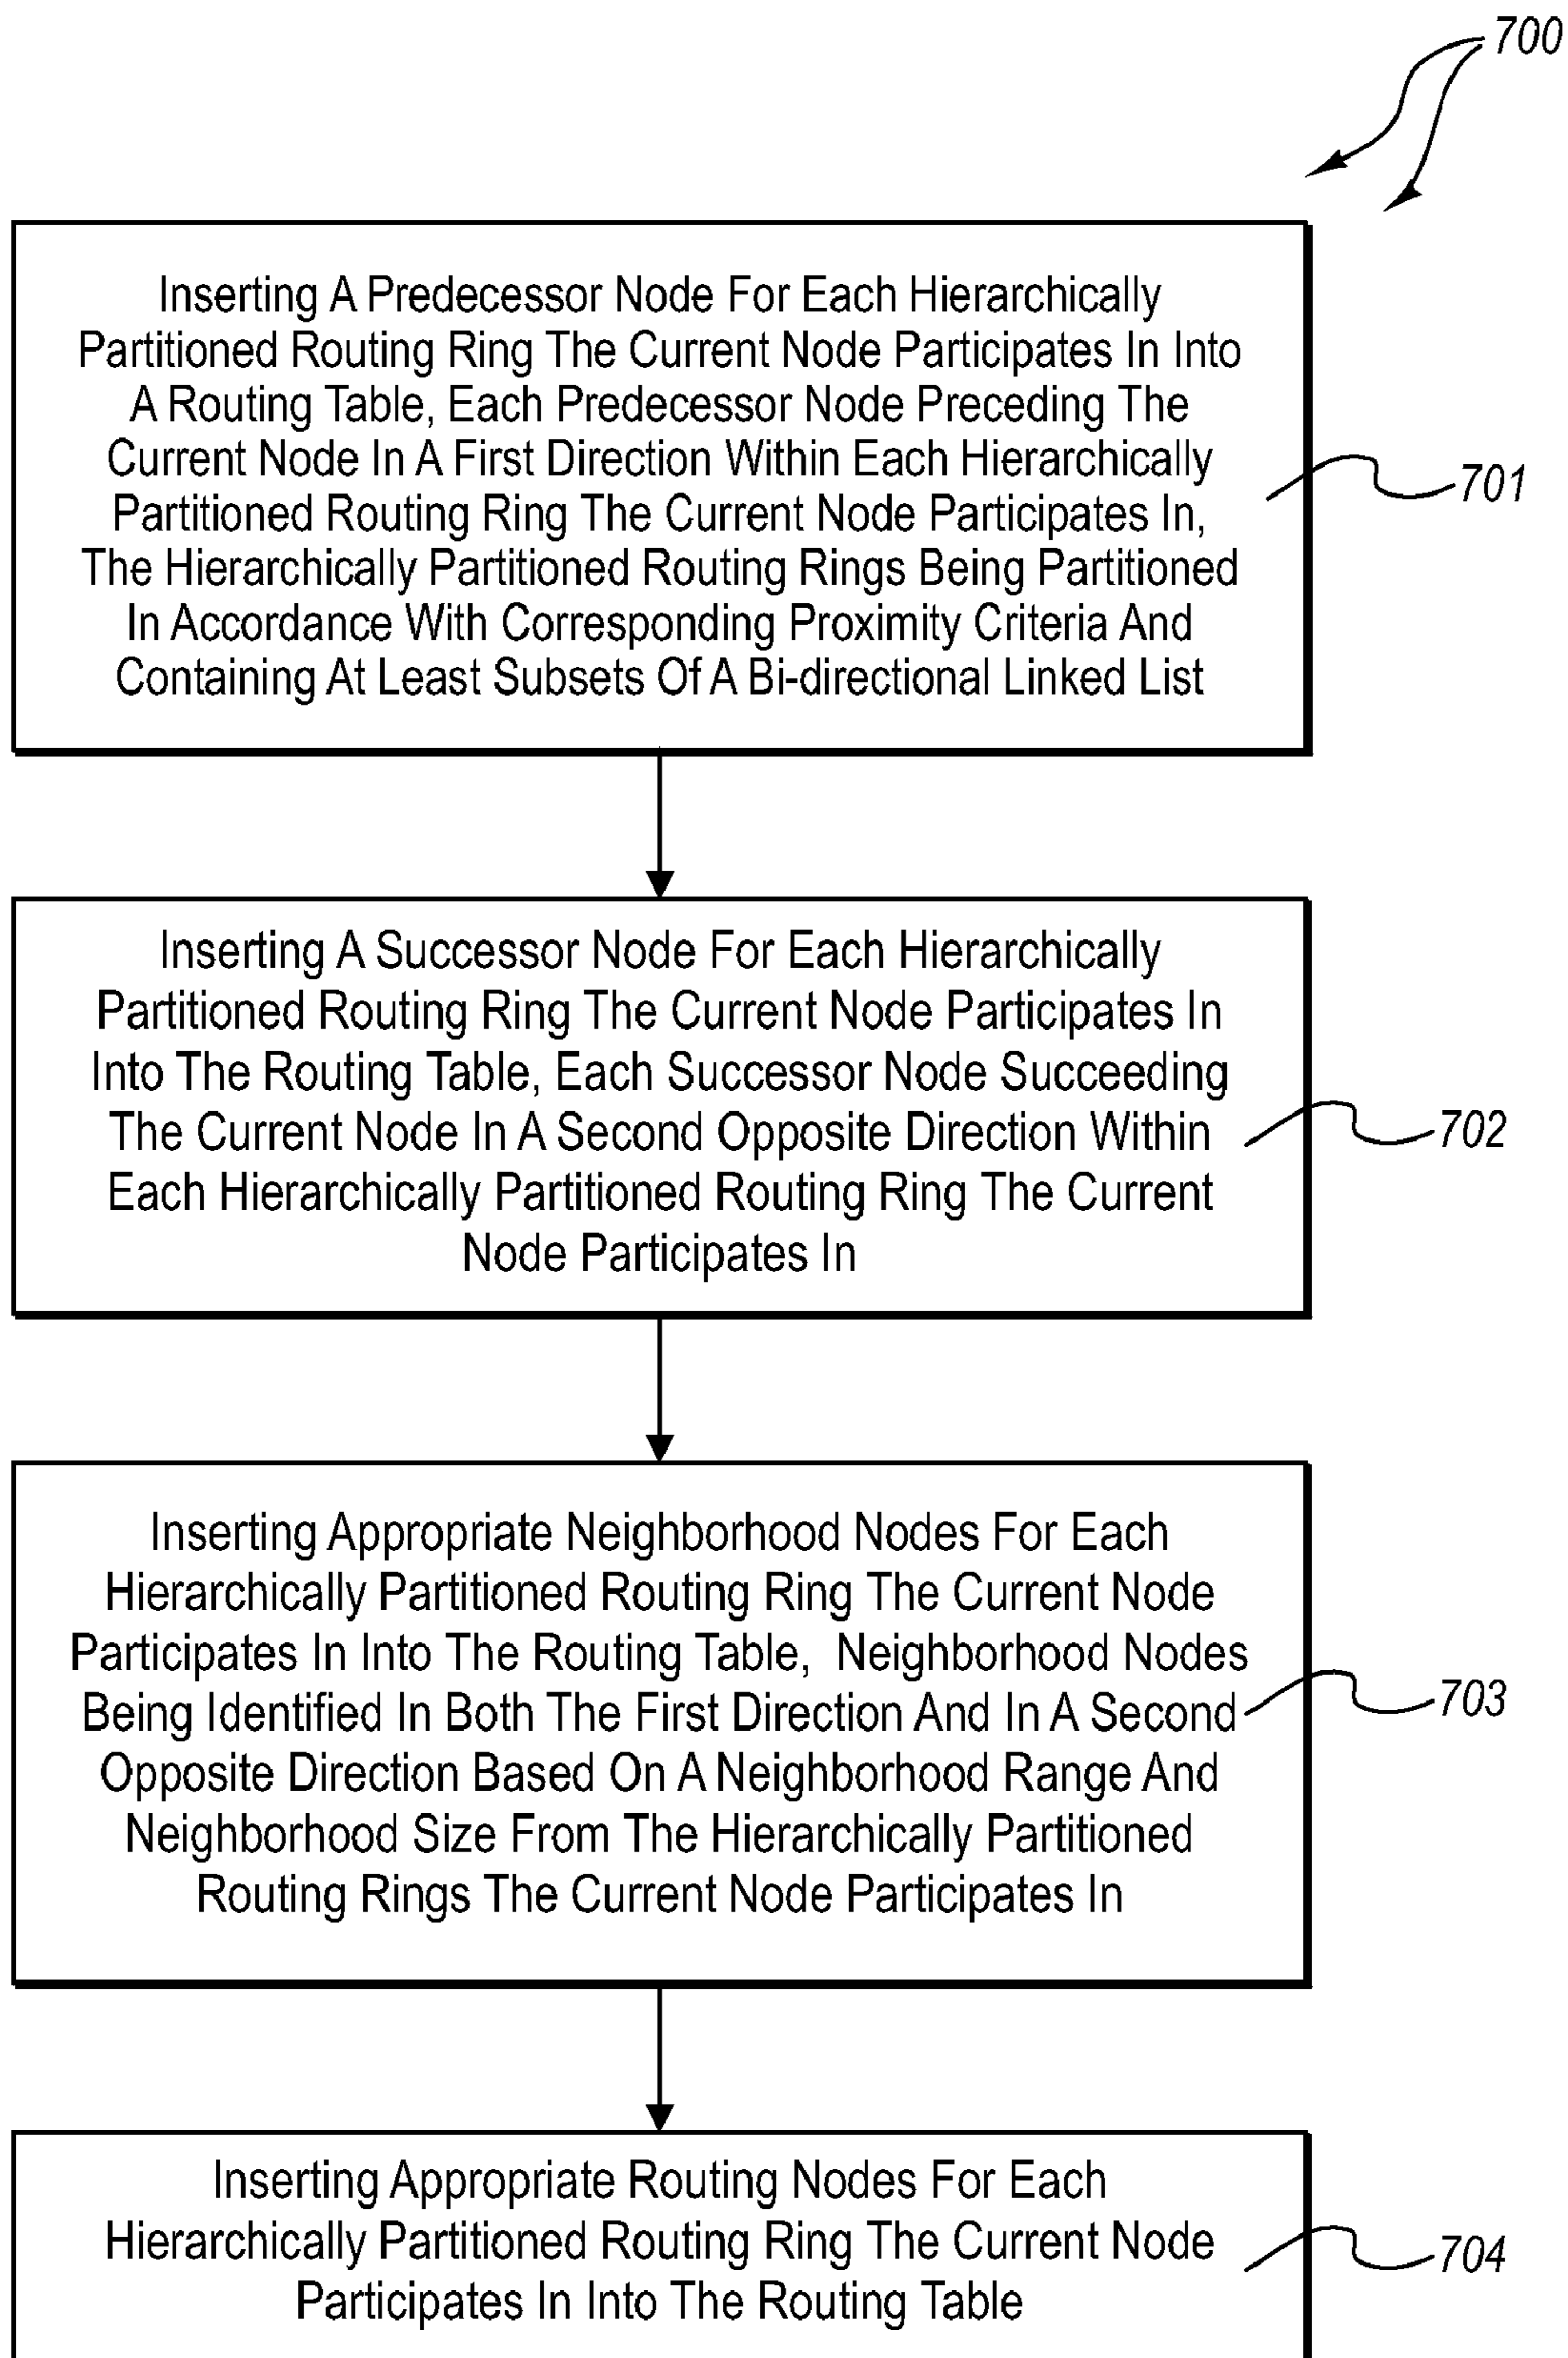 700
Inserting A Predecessor Node For Each Hierarchically
Partitioned Routing Ring The Current Node Participates In Into
A Routing Table, Each Predecessor Node Preceding The
Current Node In A First Direction Within Each Hierarchically
Partitioned Routing Ring The Current Node Participates In,
The Hierarchically Partitioned Routing Rings Being Partitioned
In Accordance With Corresponding Proximity Criteria And
Containing At Least Subsets Of A Bi-directional Linked List
701
Inserting A Successor Node For Each Hierarchically
Partitioned Routing Ring The Current Node Participates In
Into The Routing Table, Each Successor Node Succeeding
The Current Node In A Second Opposite Direction Within
Each Hierarchically Partitioned Routing Ring The Current
Node Participates In
702
Inserting Appropriate Neighborhood Nodes For Each
Hierarchically Partitioned Routing Ring The Current Node
Participates In Into The Routing Table, Neighborhood Nodes
Being Identified In Both The First Direction And In A Second
Opposite Direction Based On A Neighborhood Range And
Neighborhood Size From The Hierarchically Partitioned
Routing Rings The Current Node Participates In
703
Inserting Appropriate Routing Nodes For Each
Hierarchically Partitioned Routing Ring The Current Node
Participates In Into The Routing Table
704